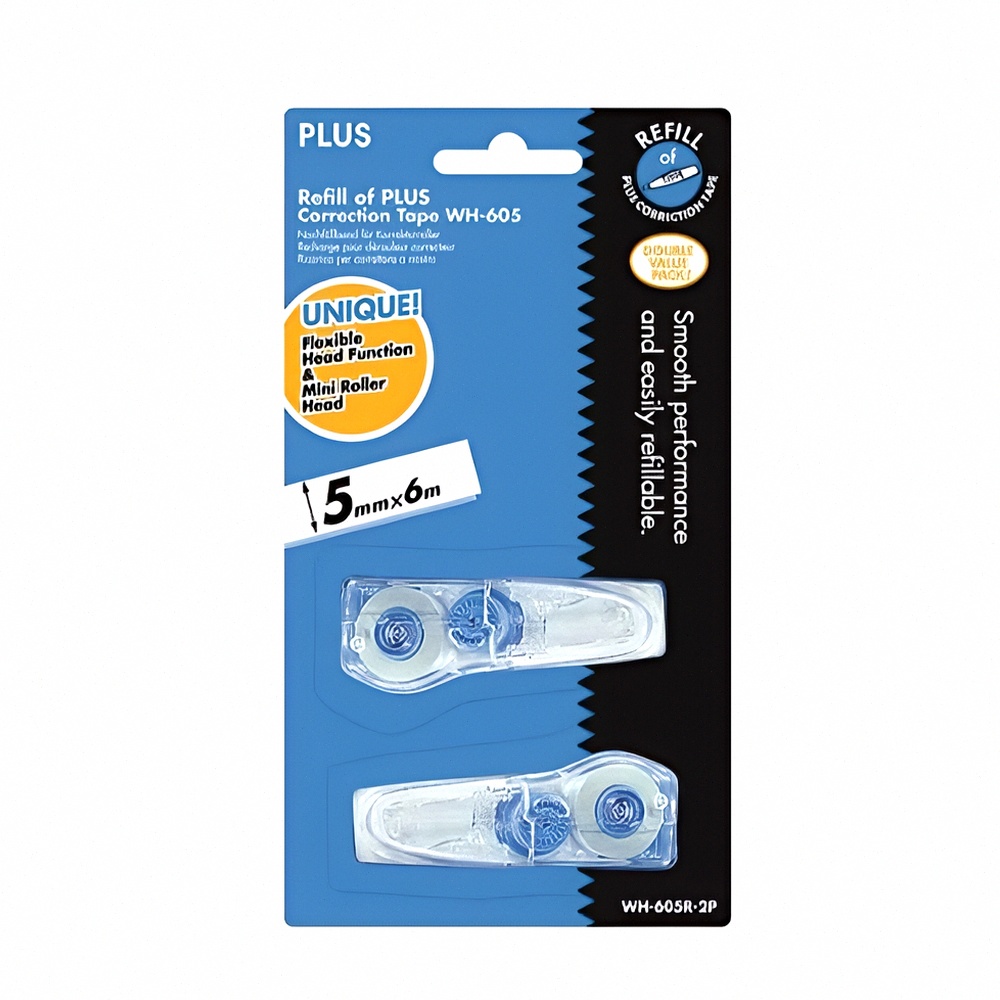 PLUS
Refill of PLUS
Correction Tape WH-605
UNIQUE!
Flexible
Head Function
&
Mini Roller
Head
5mm×6m
REFILL
of
PLUS CORRECTION TAPE
DOUBLE
VALUE
PACK!
Smooth performance
and easily refillable.
WH-605R-2P